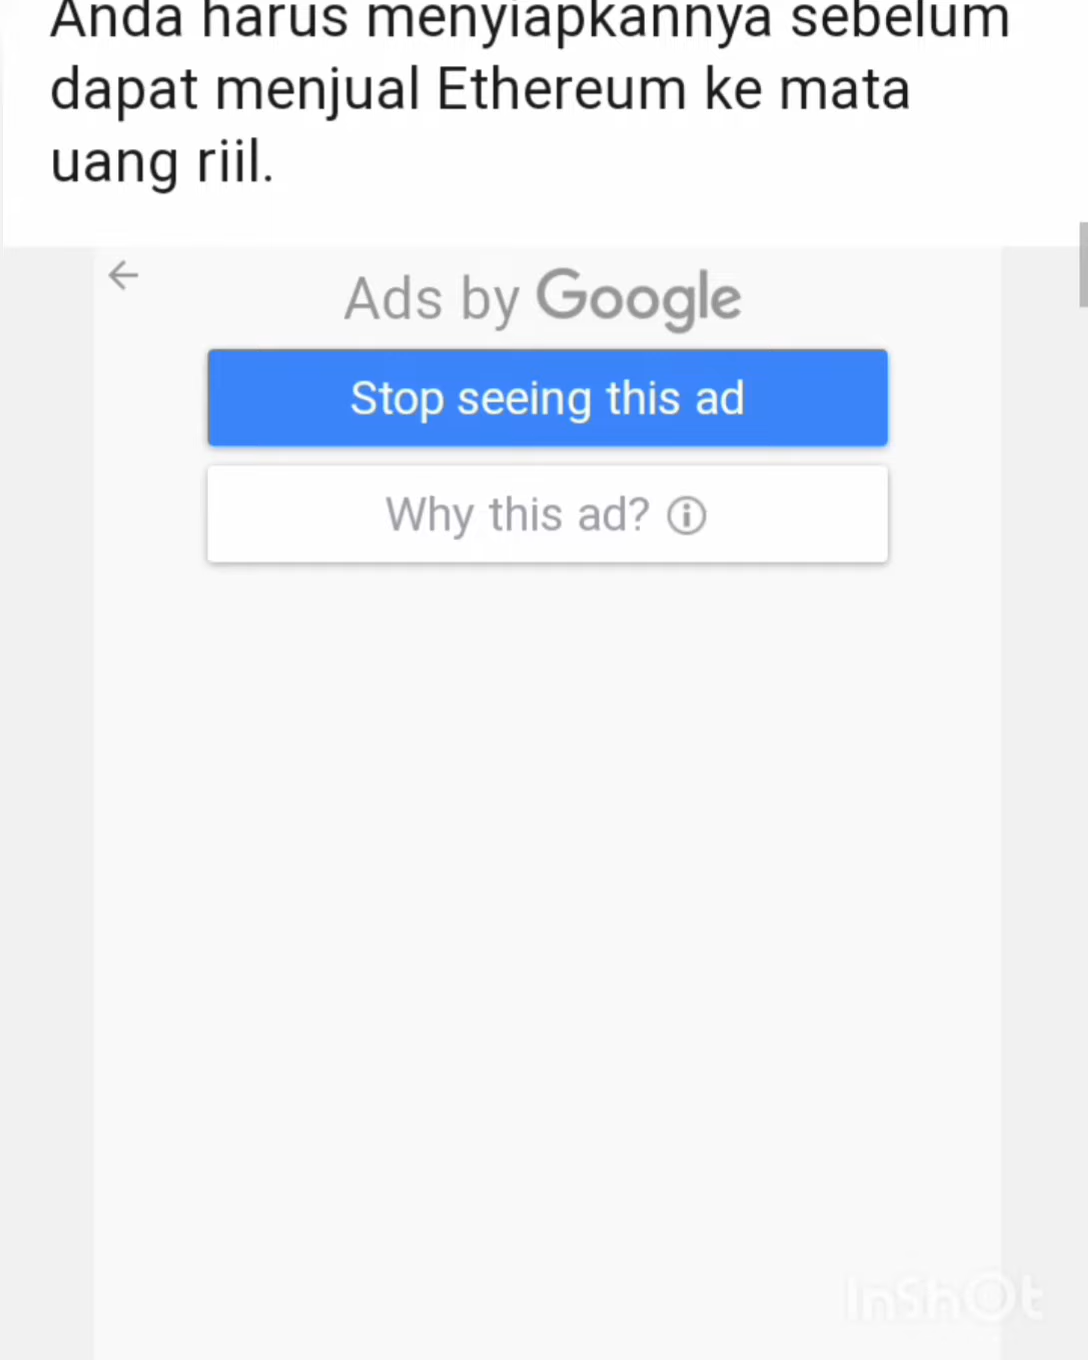 Anda harus menyiapkannya sebelum
dapat menjual Ethereum ke mata
uang riil.
Ads by Google
Stop seeing this ad
Why this ad?
InShOt